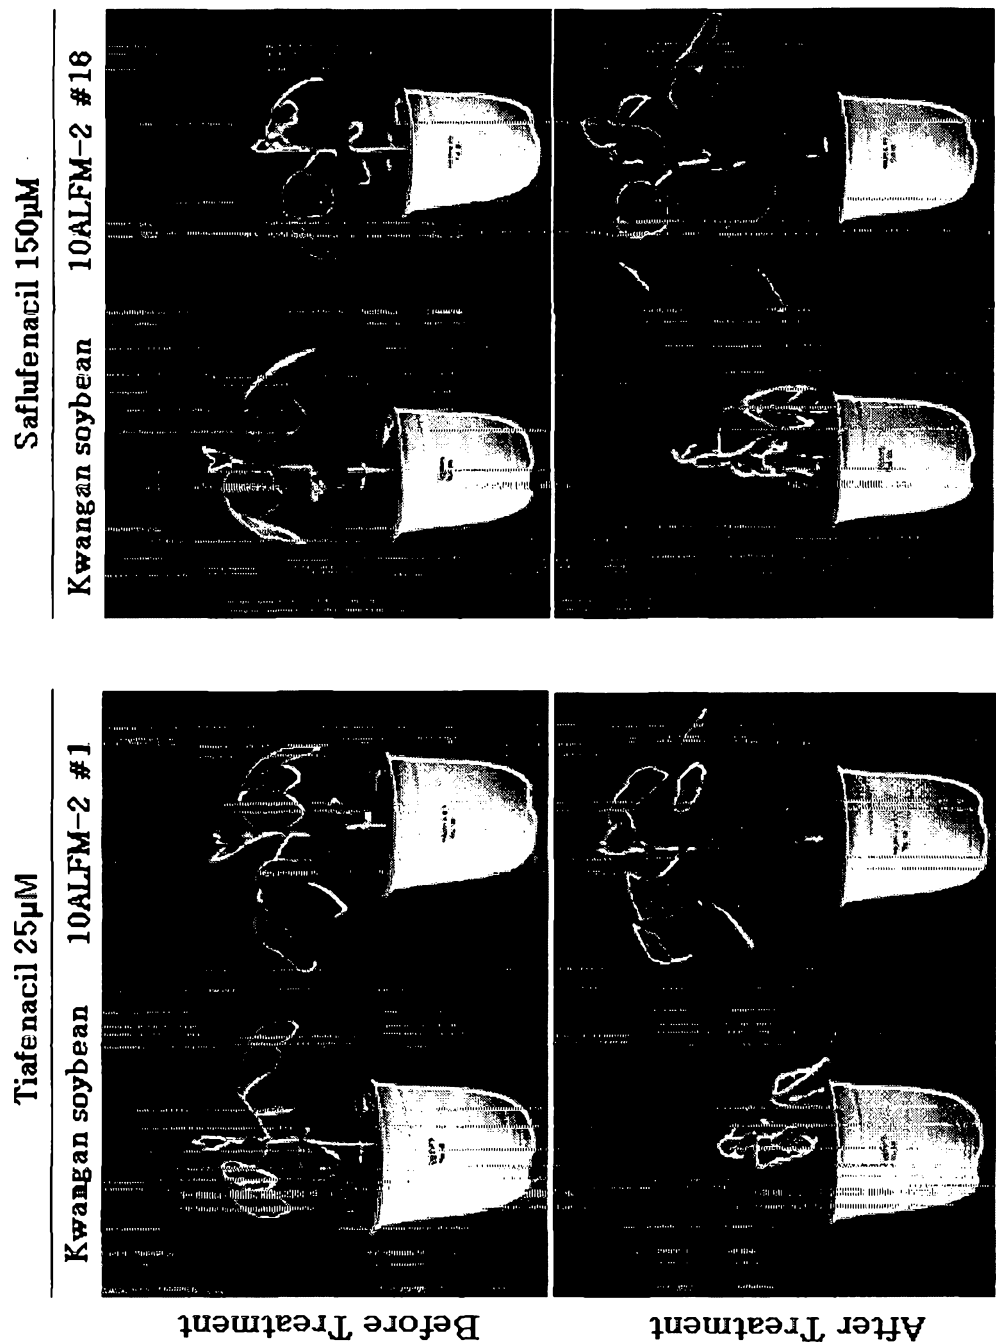 Tiafenacil 25µM
Saflufenacil 150µM
Kwangan soybean
10ALFM-2 #1
Kwangan soybean
10ALFM-2 #18
Before Treatment
After Treatment